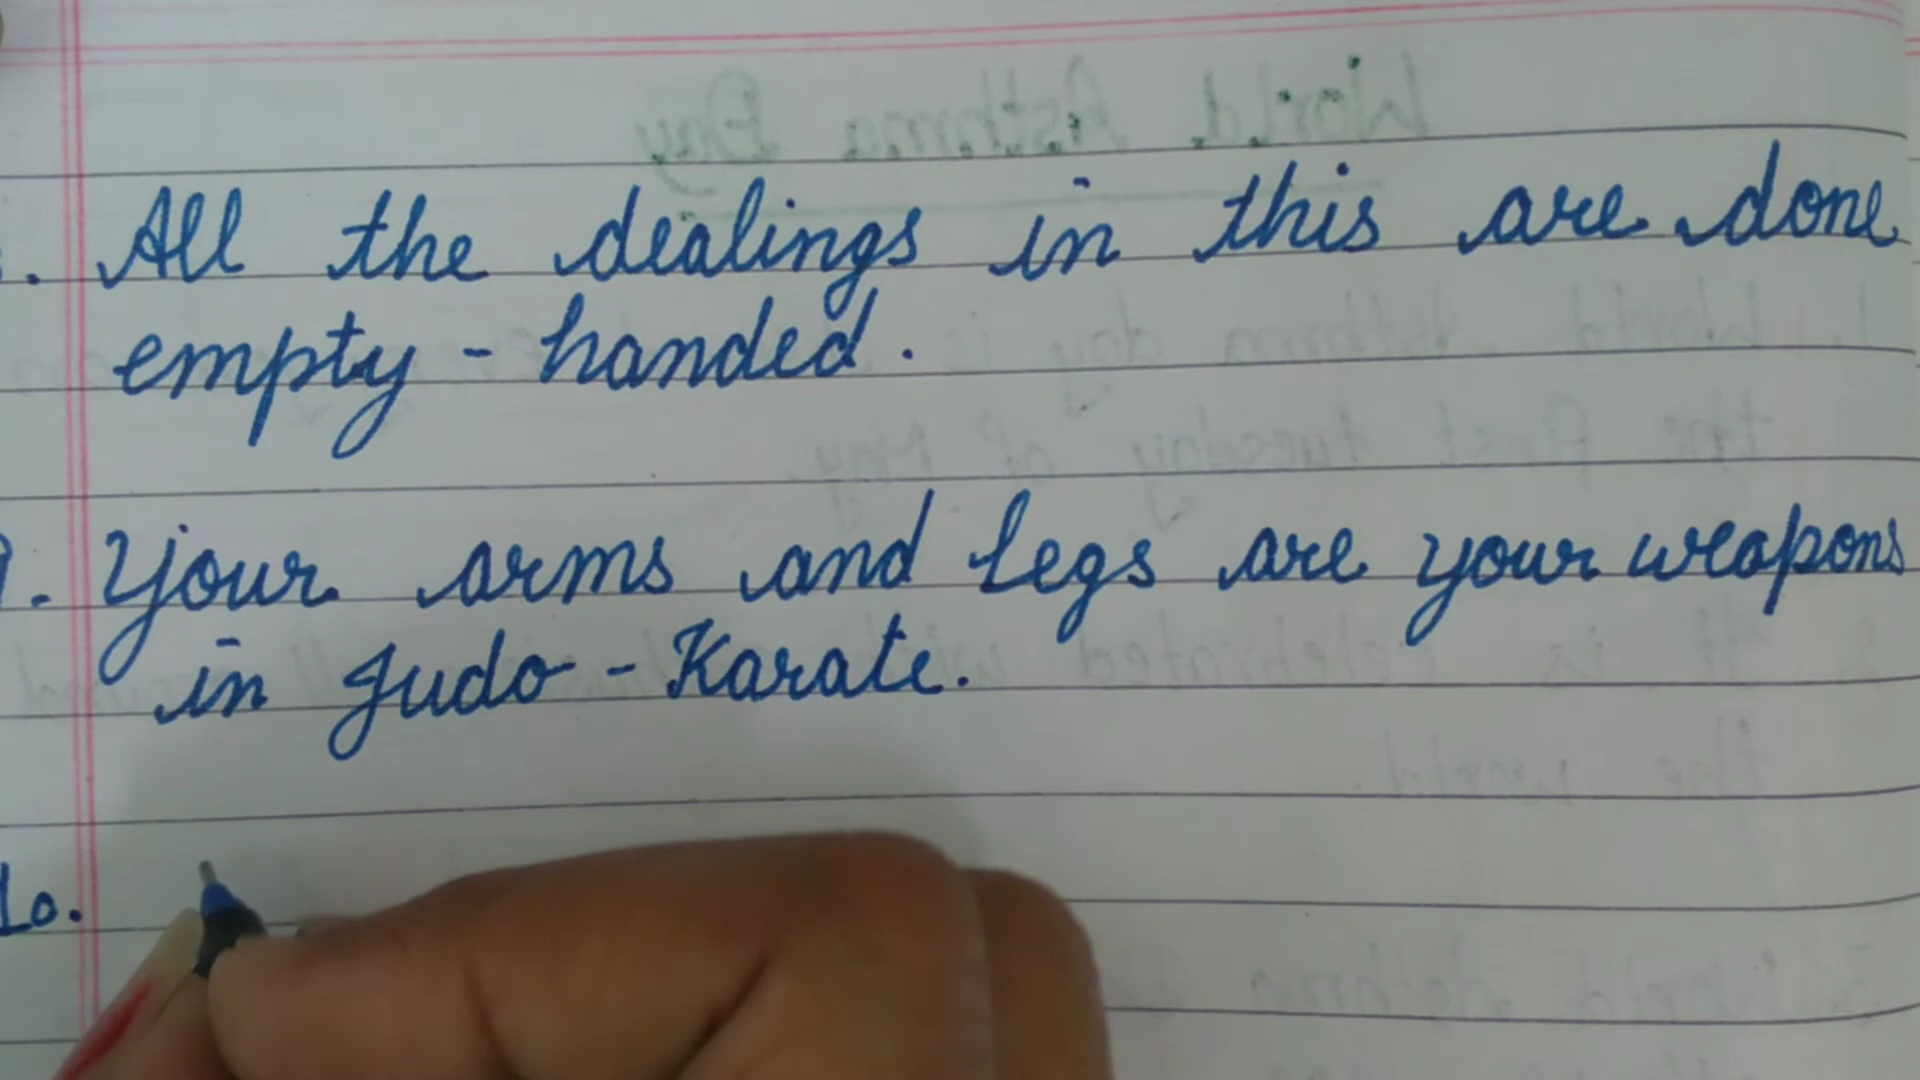 . All the dealings in this are done
empty - handed.
9. Your arms and legs are your weapons
in Judo - Karate.
10.